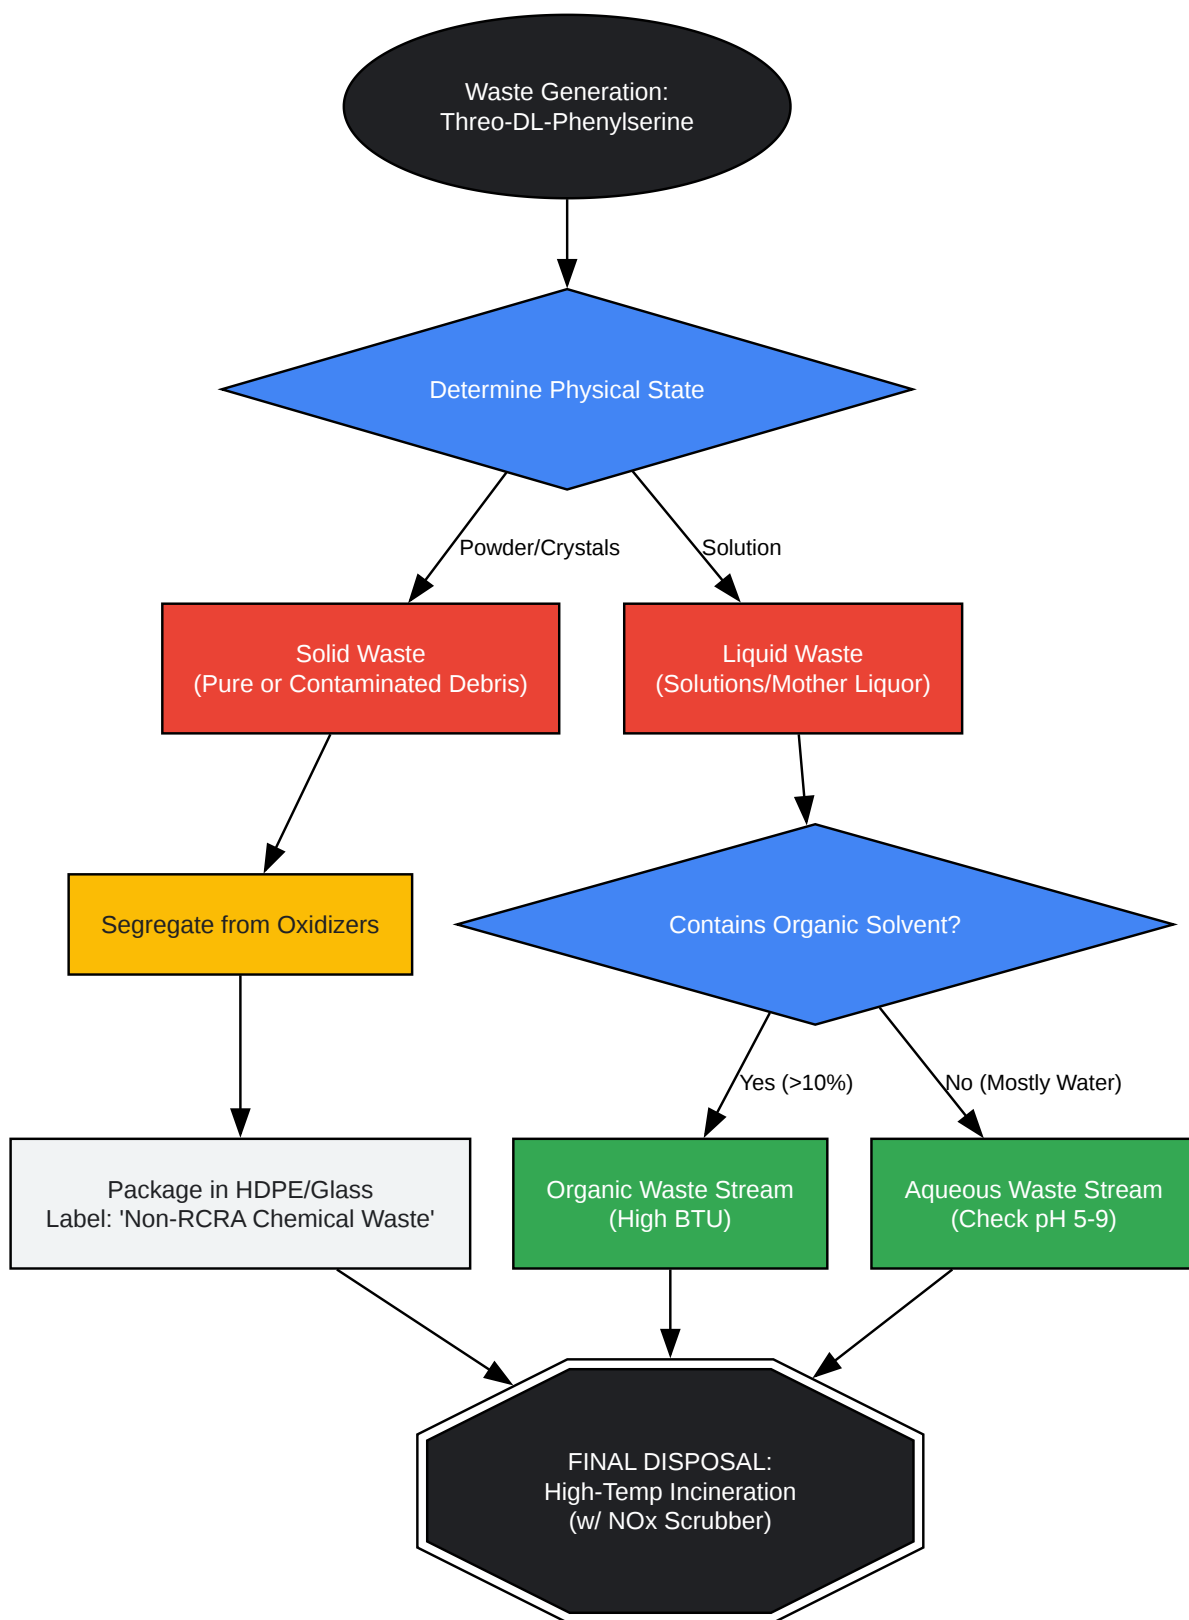 Waste Generation:
Threo-DL-Phenylserine
Determine Physical State
Powder/Crystals
Solution
Solid Waste
(Pure or Contaminated Debris)
Liquid Waste
(Solutions/Mother Liquor)
Segregate from Oxidizers
Contains Organic Solvent?
Yes (>10%)
No (Mostly Water)
Package in HDPE/Glass
Label: 'Non-RCRA Chemical Waste'
Organic Waste Stream
(High BTU)
Aqueous Waste Stream
(Check pH 5-9)
FINAL DISPOSAL:
High-Temp Incineration
(w/ NOx Scrubber)